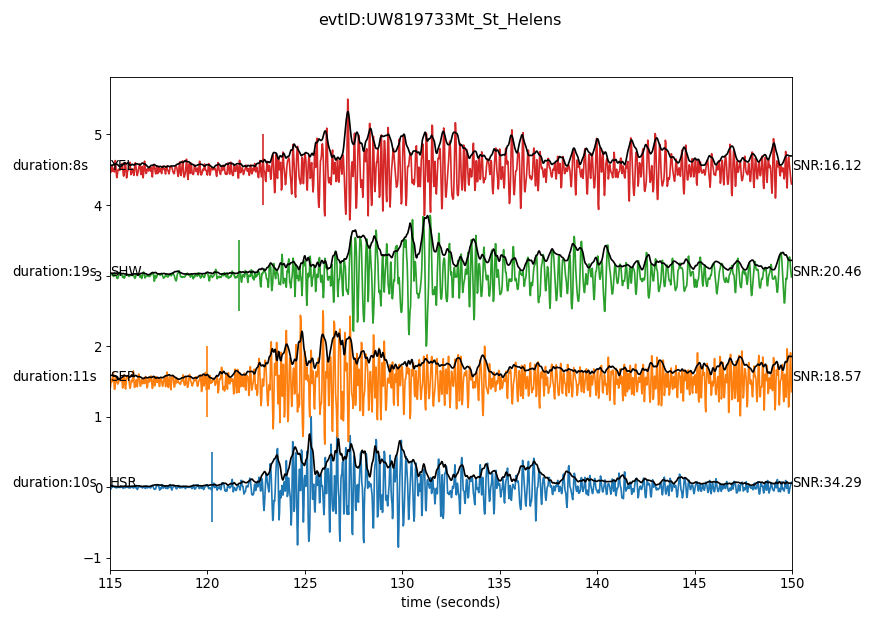 evtID:UW819733Mt_St_Helens
5
duration:8s YEL SNR:16.12
4
duration:19s SHW SNR:20.46
3
2
duration:11s SEP SNR:18.57
1
duration:10s HSR SNR:34.29
0
−1
115 120 125 130 135 140 145 150
time (seconds)